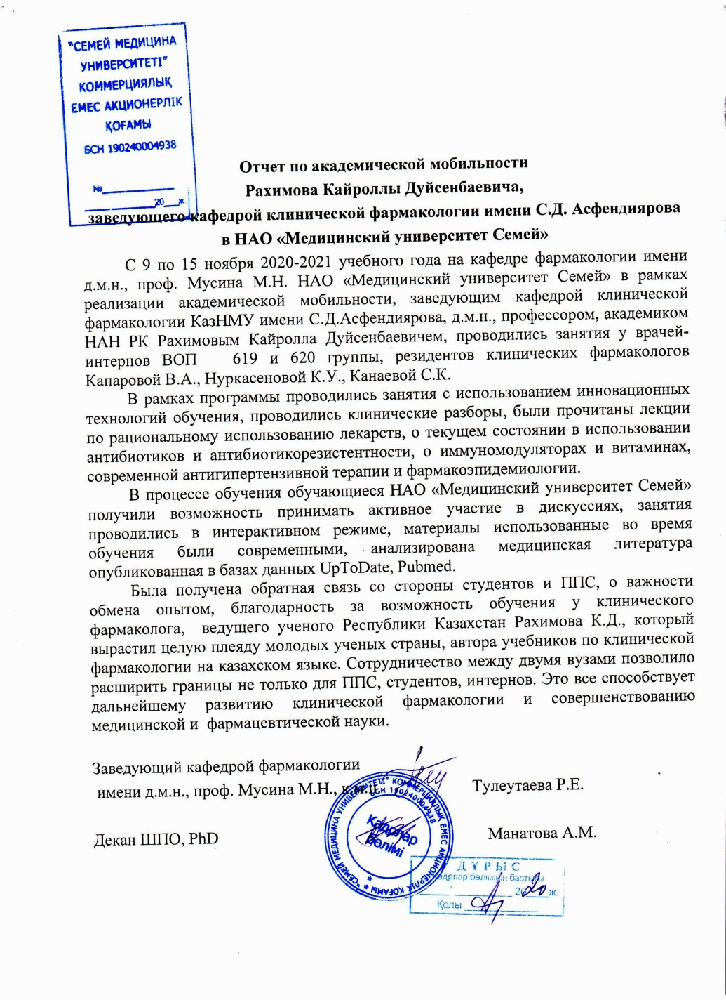 "СЕМЕЙ МЕДИЦИНА
УНИВЕРСИТЕТІ"
КОММЕРЦИЯЛЫҚ
ЕМЕС АКЦИОНЕРЛІК
ҚОҒАМЫ
БСН 190240004938
№_______________
_____ _________20___ж
Отчет по академической мобильности
Рахимова Кайроллы Дуйсенбаевича,
заведующего кафедрой клинической фармакологии имени С.Д. Асфендиярова
в НАО «Медицинский университет Семей»
С 9 по 15 ноября 2020-2021 учебного года на кафедре фармакологии имени
д.м.н., проф. Мусина М.Н. НАО «Медицинский университет Семей» в рамках
реализации академической мобильности, заведующим кафедрой клинической
фармакологии КазНМУ имени С.Д.Асфендиярова, д.м.н., профессором, академиком
НАН РК Рахимовым Кайролла Дуйсенбаевичем, проводились занятия у врачей-
интернов ВОП 619 и 620 группы, резидентов клинических фармакологов
Капаровой В.А., Нуркасеновой К.У., Канаевой С.К.
В рамках программы проводились занятия с использованием инновационных
технологий обучения, проводились клинические разборы, были прочитаны лекции
по рациональному использованию лекарств, о текущем состоянии в использовании
антибиотиков и антибиотикорезистентности, о иммуномодуляторах и витаминах,
современной антигипертензивной терапии и фармакоэпидемиологии.
В процессе обучения обучающиеся НАО «Медицинский университет Семей»
получили возможность принимать активное участие в дискуссиях, занятия
проводились в интерактивном режиме, материалы использованные во время
обучения были современными, анализирована медицинская литература
опубликованная в базах данных UpToDate, Pubmed.
Была получена обратная связь со стороны студентов и ППС, о важности
обмена опытом, благодарность за возможность обучения у клинического
фармаколога, ведущего ученого Республики Казахстан Рахимова К.Д., который
вырастил целую плеяду молодых ученых страны, автора учебников по клинической
фармакологии на казахском языке. Сотрудничество между двумя вузами позволило
расширить границы не только для ППС, студентов, интернов. Это все способствует
дальнейшему развитию клинической фармакологии и совершенствованию
медицинской и фармацевтической науки.
Заведующий кафедрой фармакологии
имени д.м.н., проф. Мусина М.Н., к.м.н. Тулеутаева Р.Е.
"СЕМЕЙ МЕДИЦИНА УНИВЕРСИТЕТІ" КОММЕРЦИЯЛЫҚ ЕМЕС АКЦИОНЕРЛІК ҚОҒАМЫ
БСН 190240004938
Кадрлар
бөлімі
Декан ШПО, PhD Манатова А.М.
ДҰРЫС
Кадрлар бөлімінің бастығы
______" ___________ 20 20 ж.
Қолы ______________